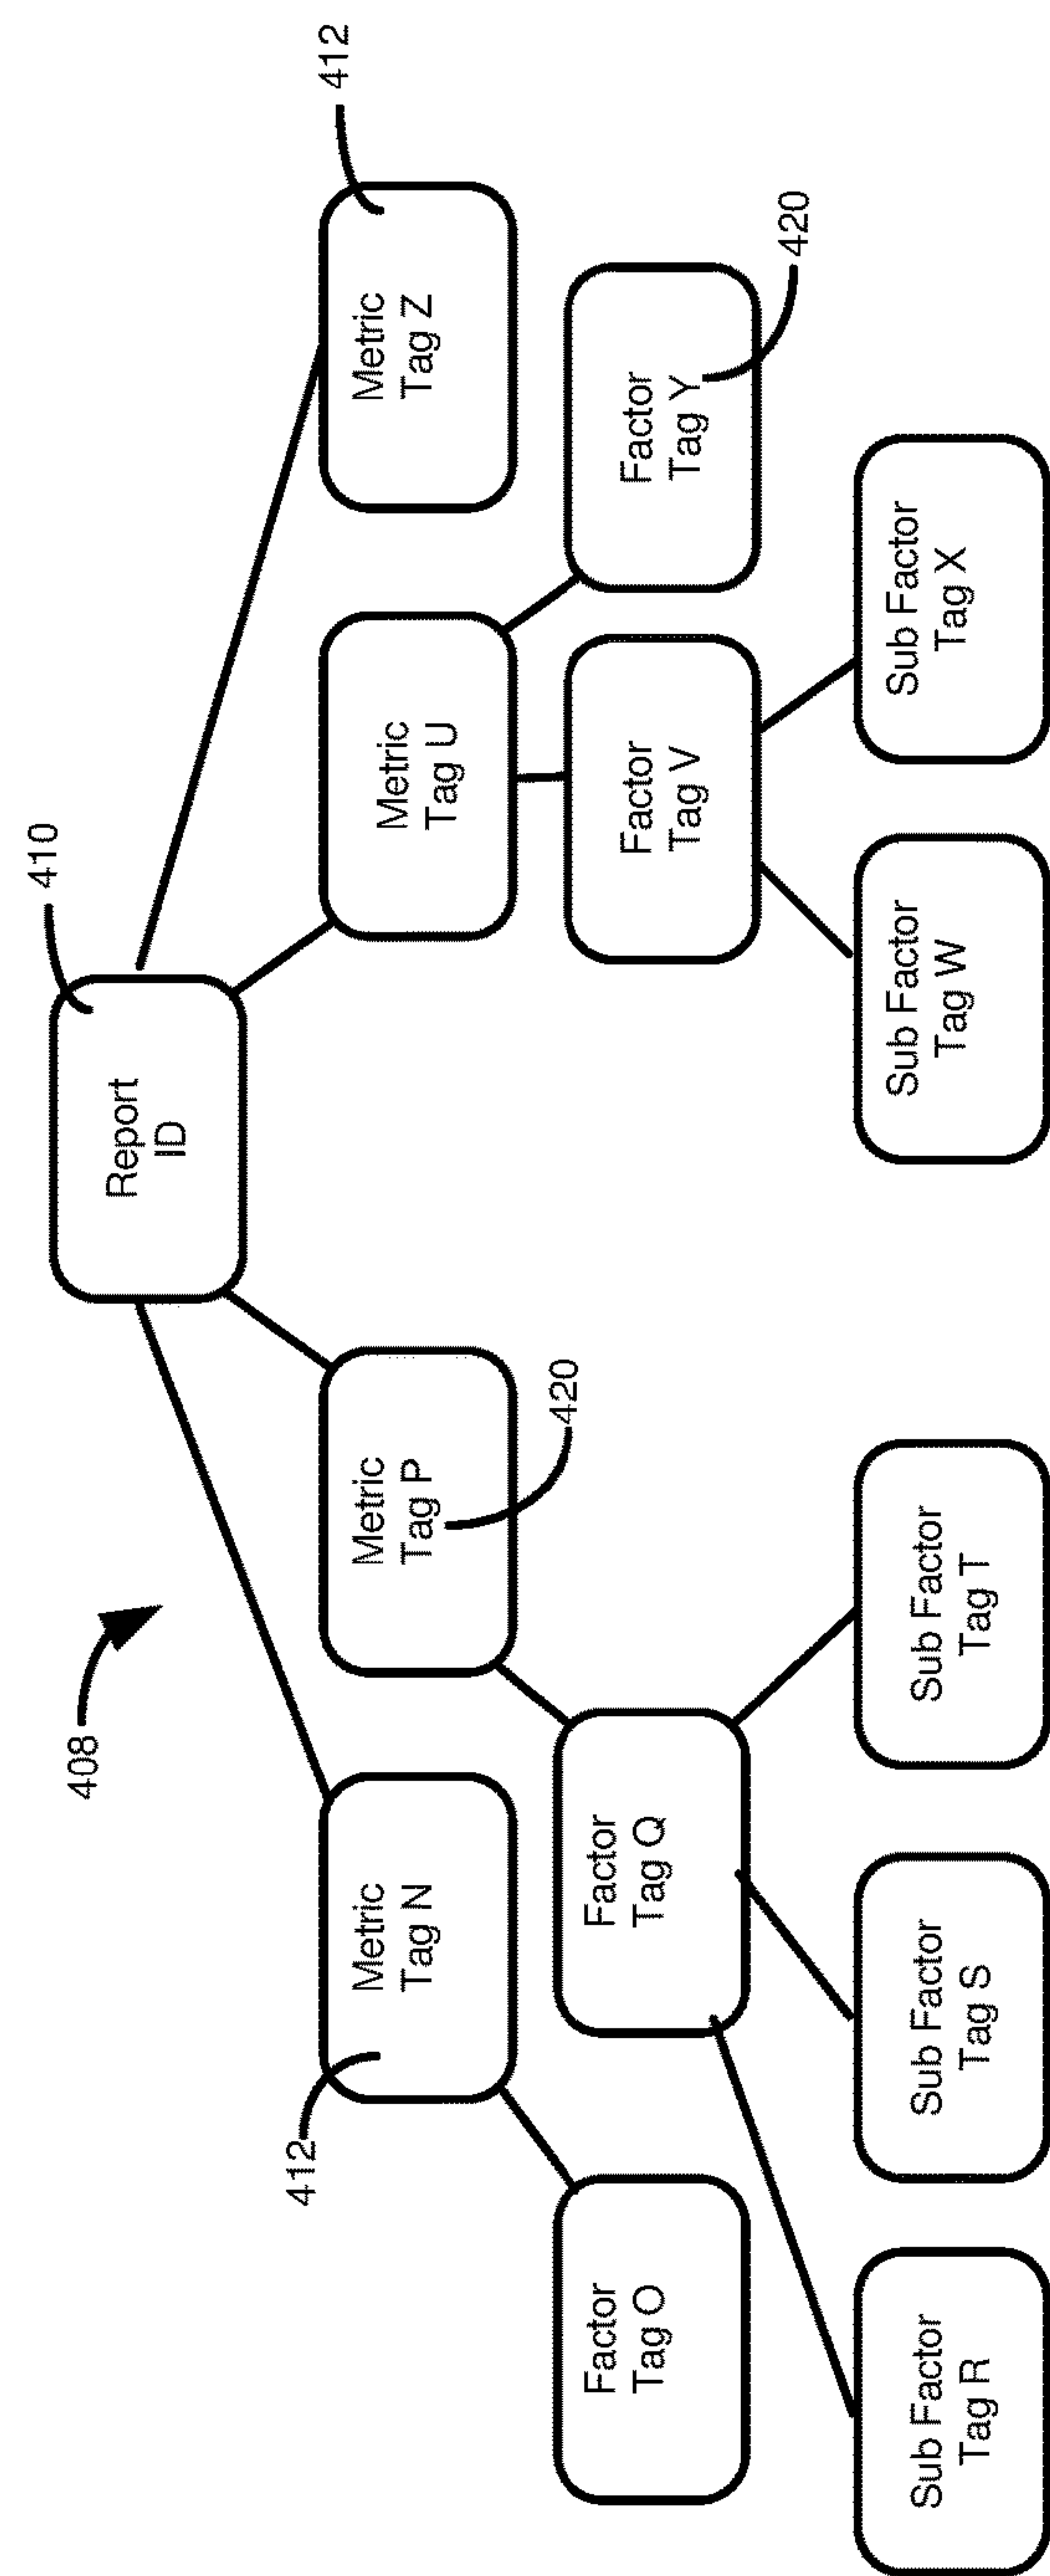 408
410
Report
ID
412
Metric
Tag N
Metric
Tag P
420
Metric
Tag U
Metric
Tag Z
412
Factor
Tag O
Factor
Tag Q
Factor
Tag V
Factor
Tag Y
420
Sub Factor
Tag R
Sub Factor
Tag S
Sub Factor
Tag T
Sub Factor
Tag W
Sub Factor
Tag X